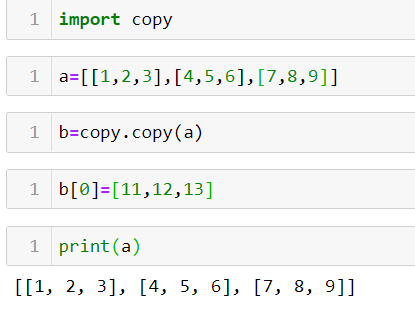 1 import copy
1 a=[[1,2,3],[4,5,6],[7,8,9]]
1 b=copy.copy(a)
1 b[0]=[11,12,13]
1 print(a)
[[1, 2, 3], [4, 5, 6], [7, 8, 9]]